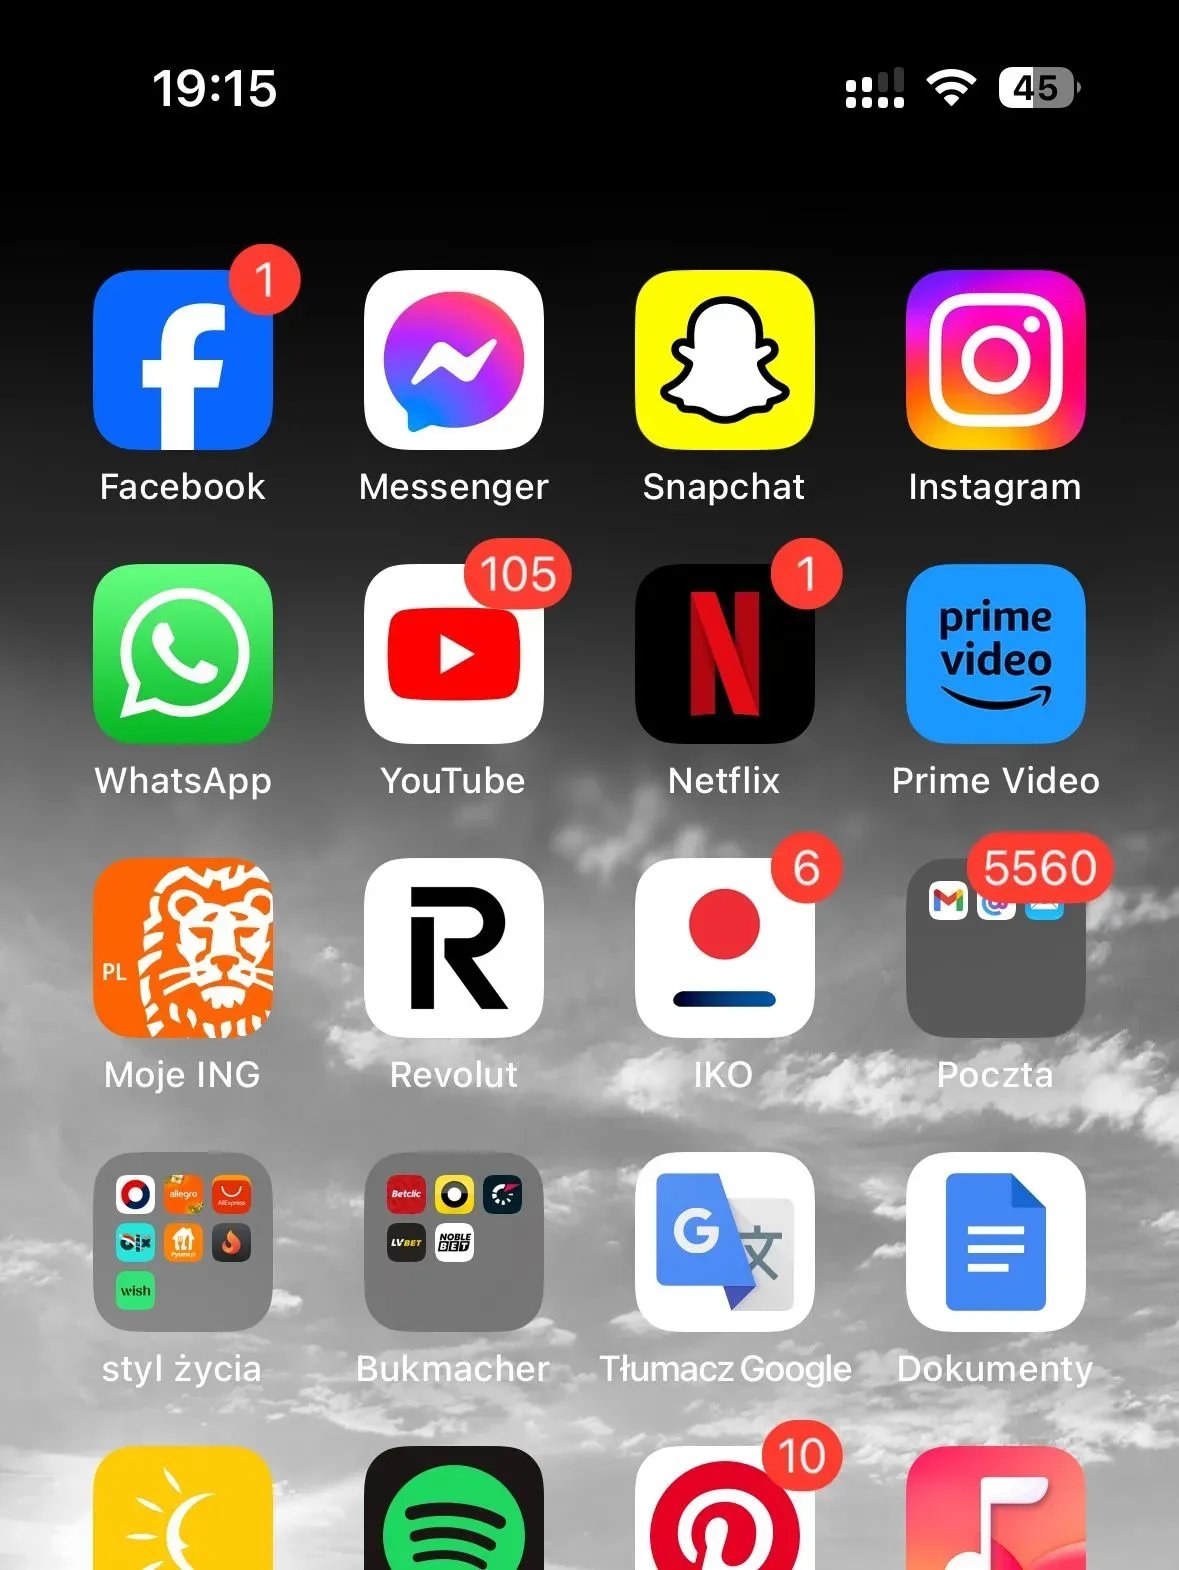 19:15
45
1
Facebook
Messenger
Snapchat
Instagram
105
1
prime
video
WhatsApp
YouTube
Netflix
Prime Video
6
5560
PL
Moje ING
Revolut
IKO
Poczta
allegro
AliExpress
Pyszne.pl
wish
Betclic
LVBET
NOBLE
BET
G
文
styl życia
Bukmacher
Tłumacz Google
Dokumenty
10